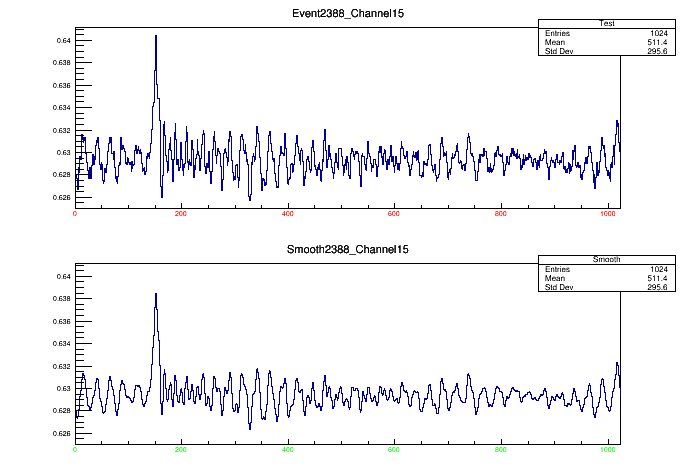 Event2388_Channel15
Test
Entries 1024
Mean 511.4
Std Dev 295.6
0.64
0.638
0.636
0.634
0.632
0.63
0.628
0.626
0 200 400 600 800 1000
Smooth2388_Channel15
Smooth
Entries 1024
Mean 511.4
Std Dev 295.6
0.64
0.638
0.636
0.634
0.632
0.63
0.628
0.626
0 200 400 600 800 1000